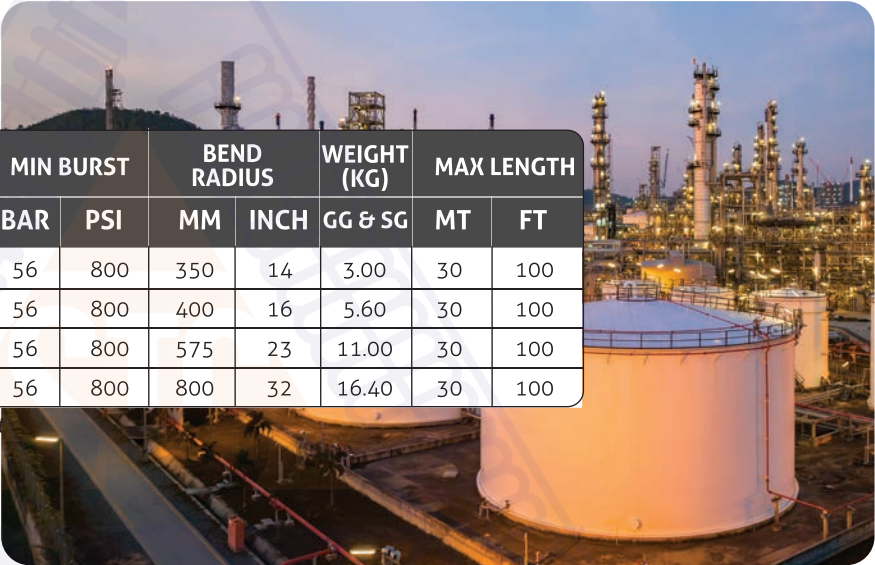 MIN BURST BEND RADIUS WEIGHT (KG) MAX LENGTH
BAR PSI MM INCH GG & SG MT FT
56 800 350 14 3.00 30 100
56 800 400 16 5.60 30 100
56 800 575 23 11.00 30 100
56 800 800 32 16.40 30 100